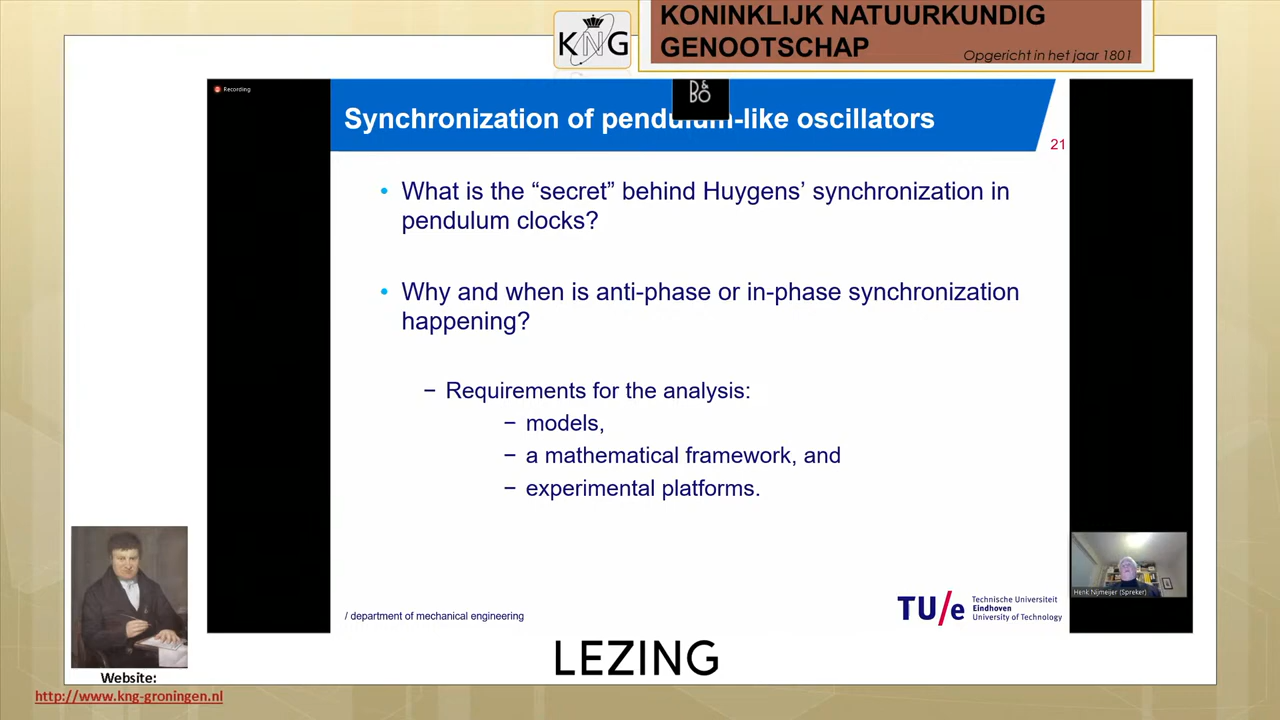 KONINKLIJK NATUURKUNDIG
GENOOTSCHAP
Opgericht in het jaar 1801
KNG
Recording
B&O
Synchronization of pendulum-like oscillators
21
• What is the “secret” behind Huygens’ synchronization in
pendulum clocks?
• Why and when is anti-phase or in-phase synchronization
happening?
− Requirements for the analysis:
− models,
− a mathematical framework, and
− experimental platforms.
Henk Nijmeijer (Spreker)
/ department of mechanical engineering
TU/e
Technische Universiteit
Eindhoven
University of Technology
LEZING
Website:
http://www.kng-groningen.nl